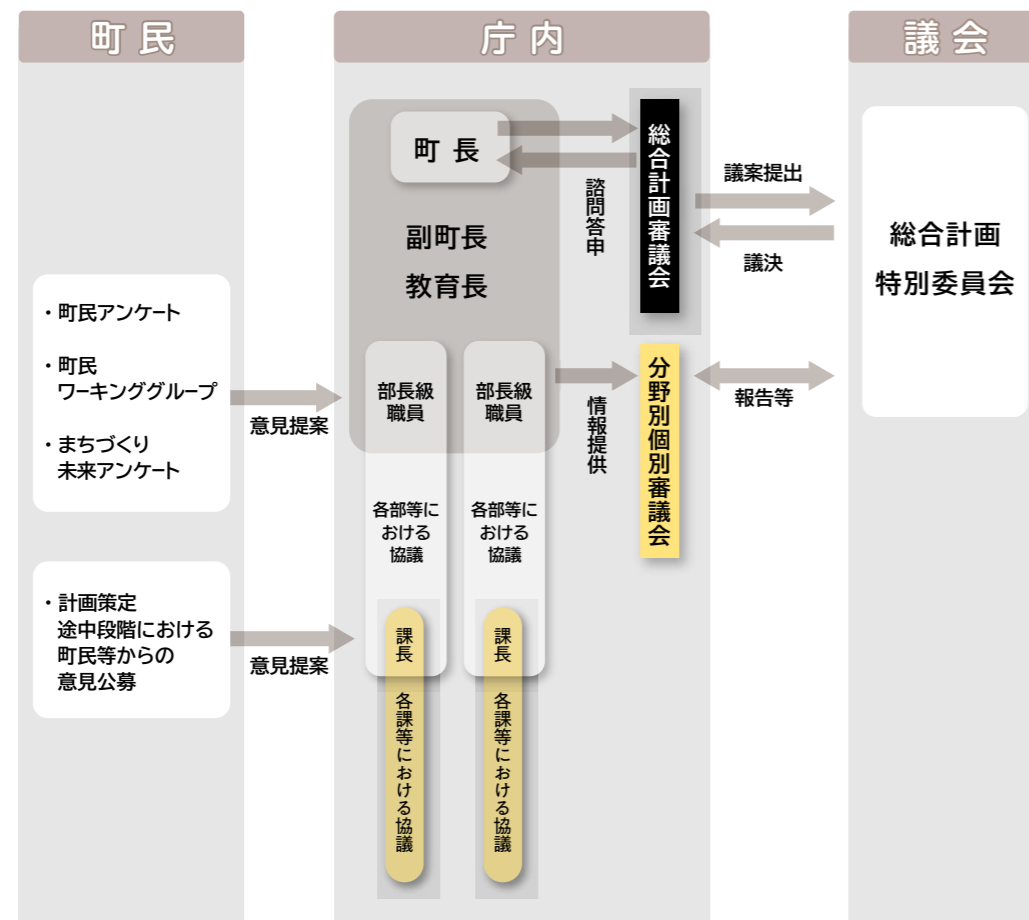 町民
庁内
議会
・町民アンケート
・町民
ワーキンググループ
・まちづくり
未来アンケート
意見提案
・計画策定
途中段階における
町民等からの
意見公募
意見提案
町長
副町長
教育長
部長級
職員
部長級
職員
各部等に
おける
協議
各部等に
おける
協議
課長
各課等における協議
課長
各課等における協議
諮問答申
情報提供
総合計画審議会
分野別個別審議会
議案提出
議決
報告等
総合計画
特別委員会